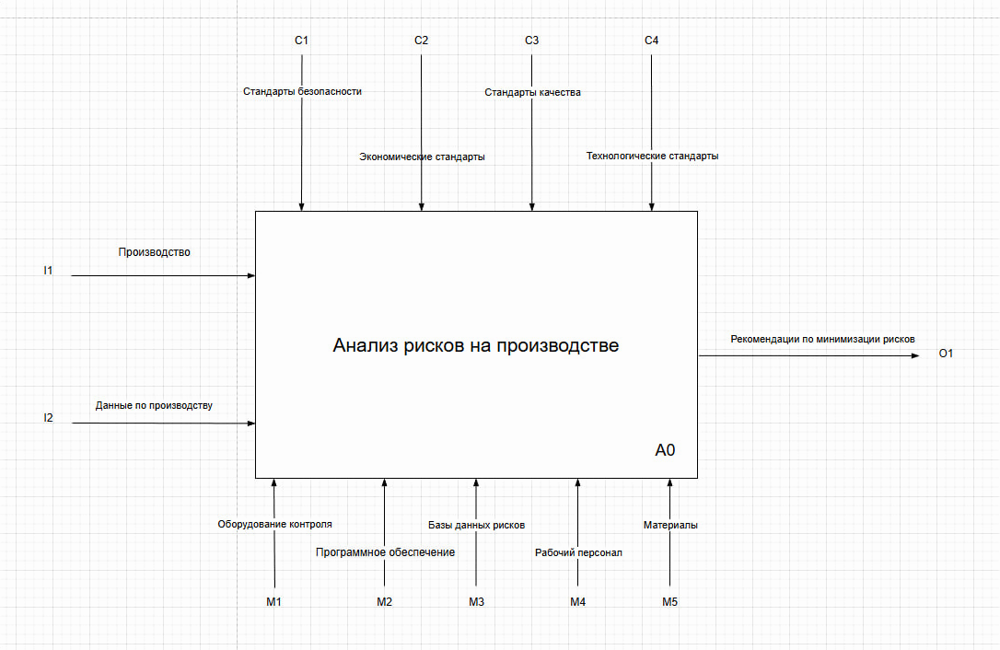 C1
C2
C3
C4
Стандарты безопасности
Стандарты качества
Экономические стандарты
Технологические стандарты
Производство
I1
Анализ рисков на производстве
Рекомендации по минимизации рисков
O1
Данные по производству
I2
A0
Оборудование контроля
Базы данных рисков
Материалы
Программное обеспечение
Рабочий персонал
M1
M2
M3
M4
M5